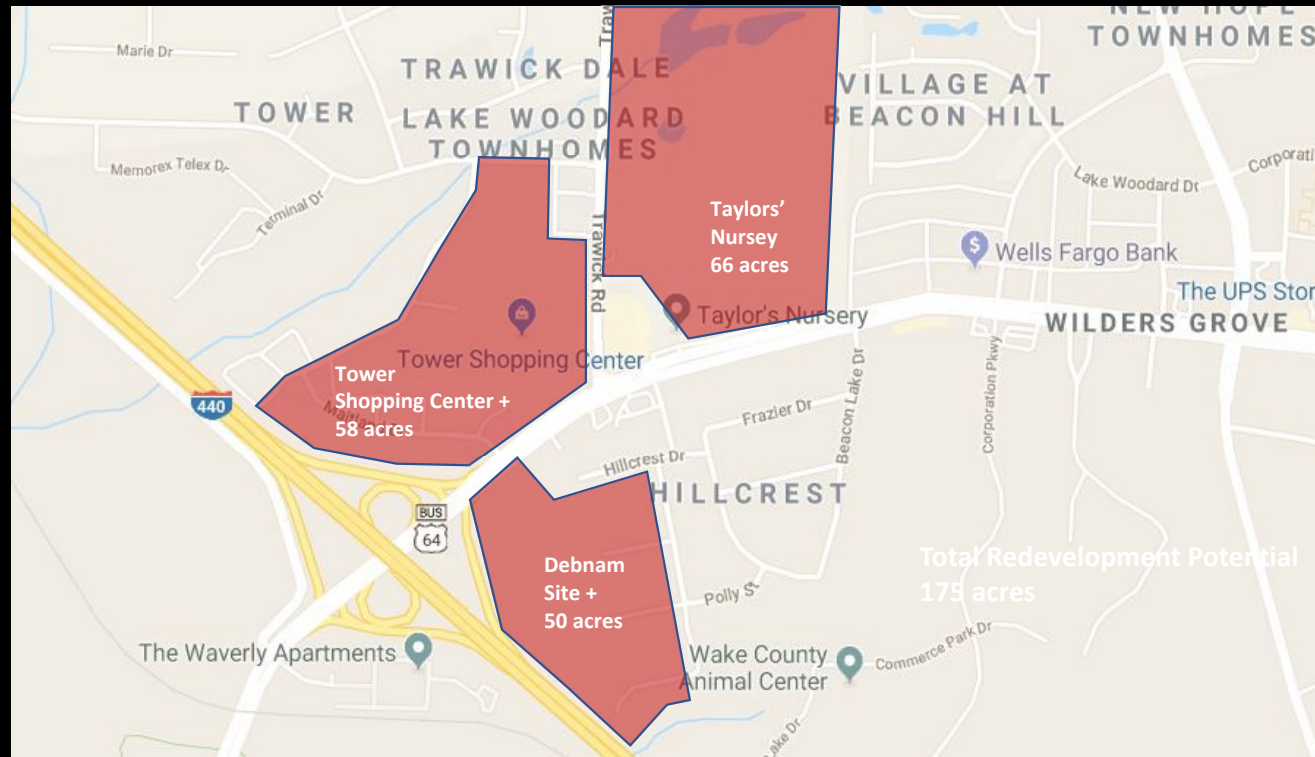 NEW HOPE
TOWNHOMES
Marie Dr
TRAWICK DALE
VILLAGE AT
BEACON HILL
TOWER
LAKE WOODARD
TOWNHOMES
Memorex Telex Dr
Terminal Dr
Trawick Rd
Taylors'
Nursey
66 acres
Lake Woodard Dr
Wells Fargo Bank
The UPS Stor
WILDERS GROVE
Taylor's Nursery
Tower Shopping Center
Tower
Shopping Center +
58 acres
440
Beacon Lake Dr
Corporation Pkwy
Frazier Dr
Hillcrest Dr
HILLCREST
BUS
64
Debnam
Site +
50 acres
Total Redevelopment Potential
175 acres
Polly St
The Waverly Apartments
Wake County
Animal Center
Commerce Park Dr